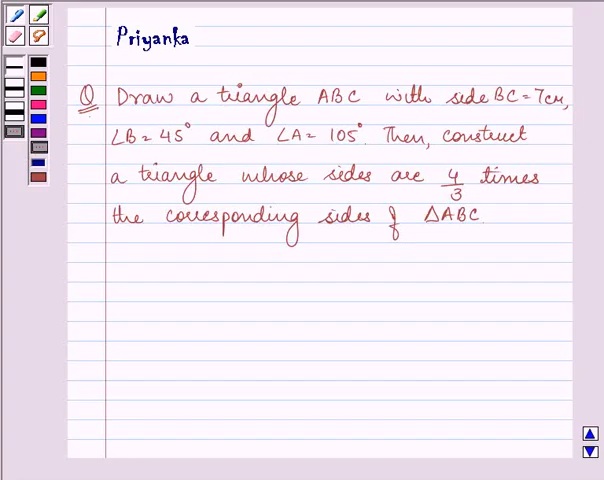 Priyanka
Q Draw a triangle ABC with side BC = 7cm,
∠B = 45° and ∠A = 105°. Then, construct
a triangle whose sides are 4/3 times
the corresponding sides of △ABC.